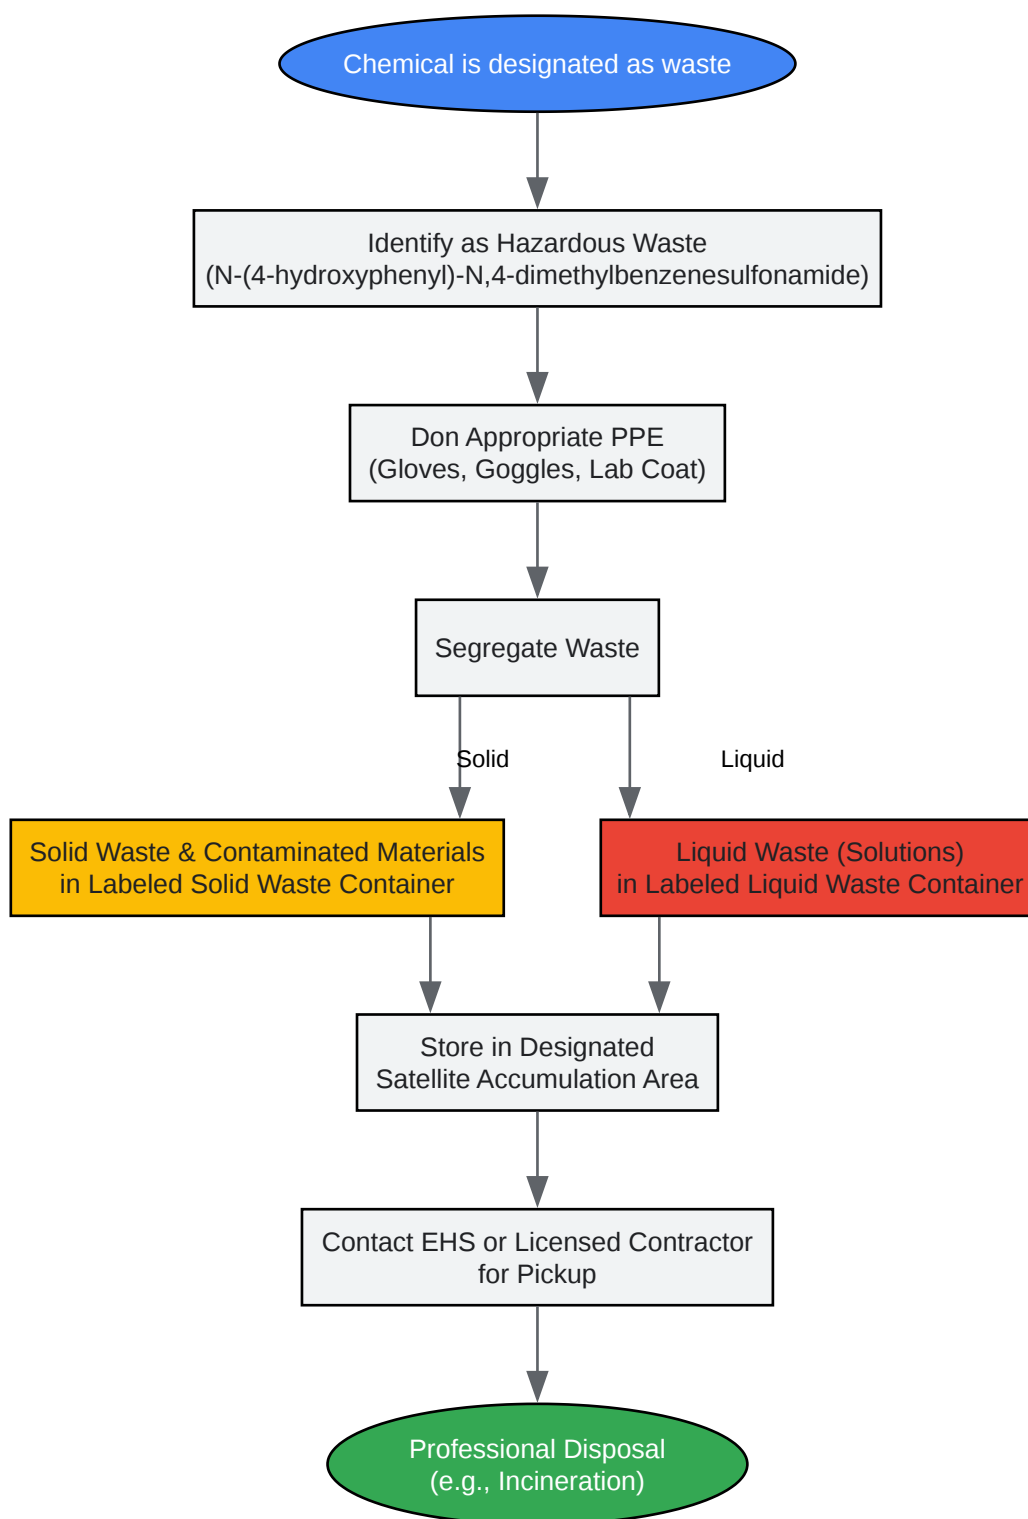 Chemical is designated as waste
Identify as Hazardous Waste
(N-(4-hydroxyphenyl)-N,4-dimethylbenzenesulfonamide)
Don Appropriate PPE
(Gloves, Goggles, Lab Coat)
Segregate Waste
Solid
Liquid
Solid Waste & Contaminated Materials
in Labeled Solid Waste Container
Liquid Waste (Solutions)
in Labeled Liquid Waste Container
Store in Designated
Satellite Accumulation Area
Contact EHS or Licensed Contractor
for Pickup
Professional Disposal
(e.g., Incineration)